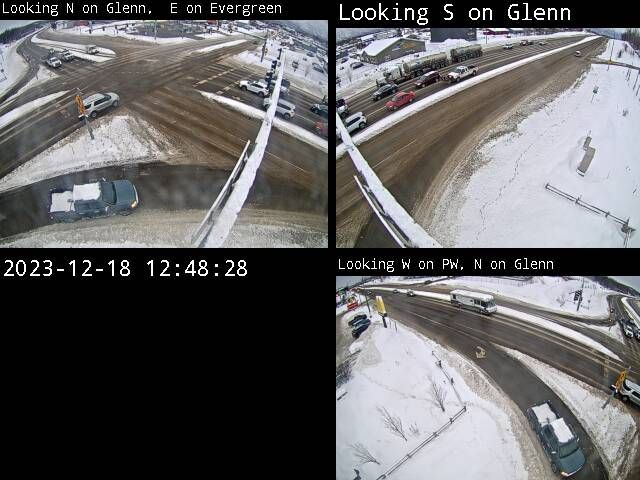 Looking N on Glenn,  E on Evergreen
Looking S on Glenn
2023-12-18 12:48:28
Looking W on PW, N on Glenn